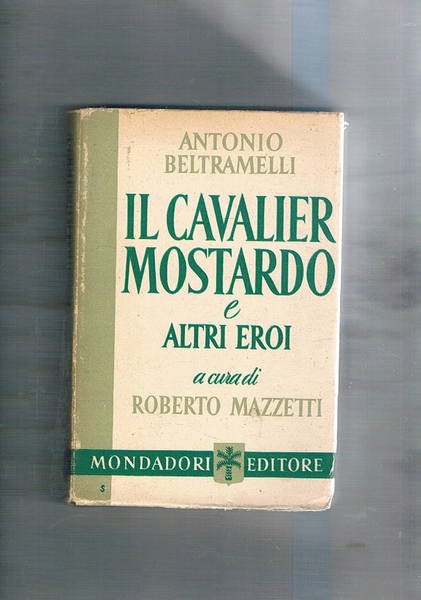 ANTONIO
BELTRAMELLI
IL CAVALIER
MOSTARDO
e
ALTRI EROI
a cura di
ROBERTO MAZZETTI
MONDADORI EDITORE
S